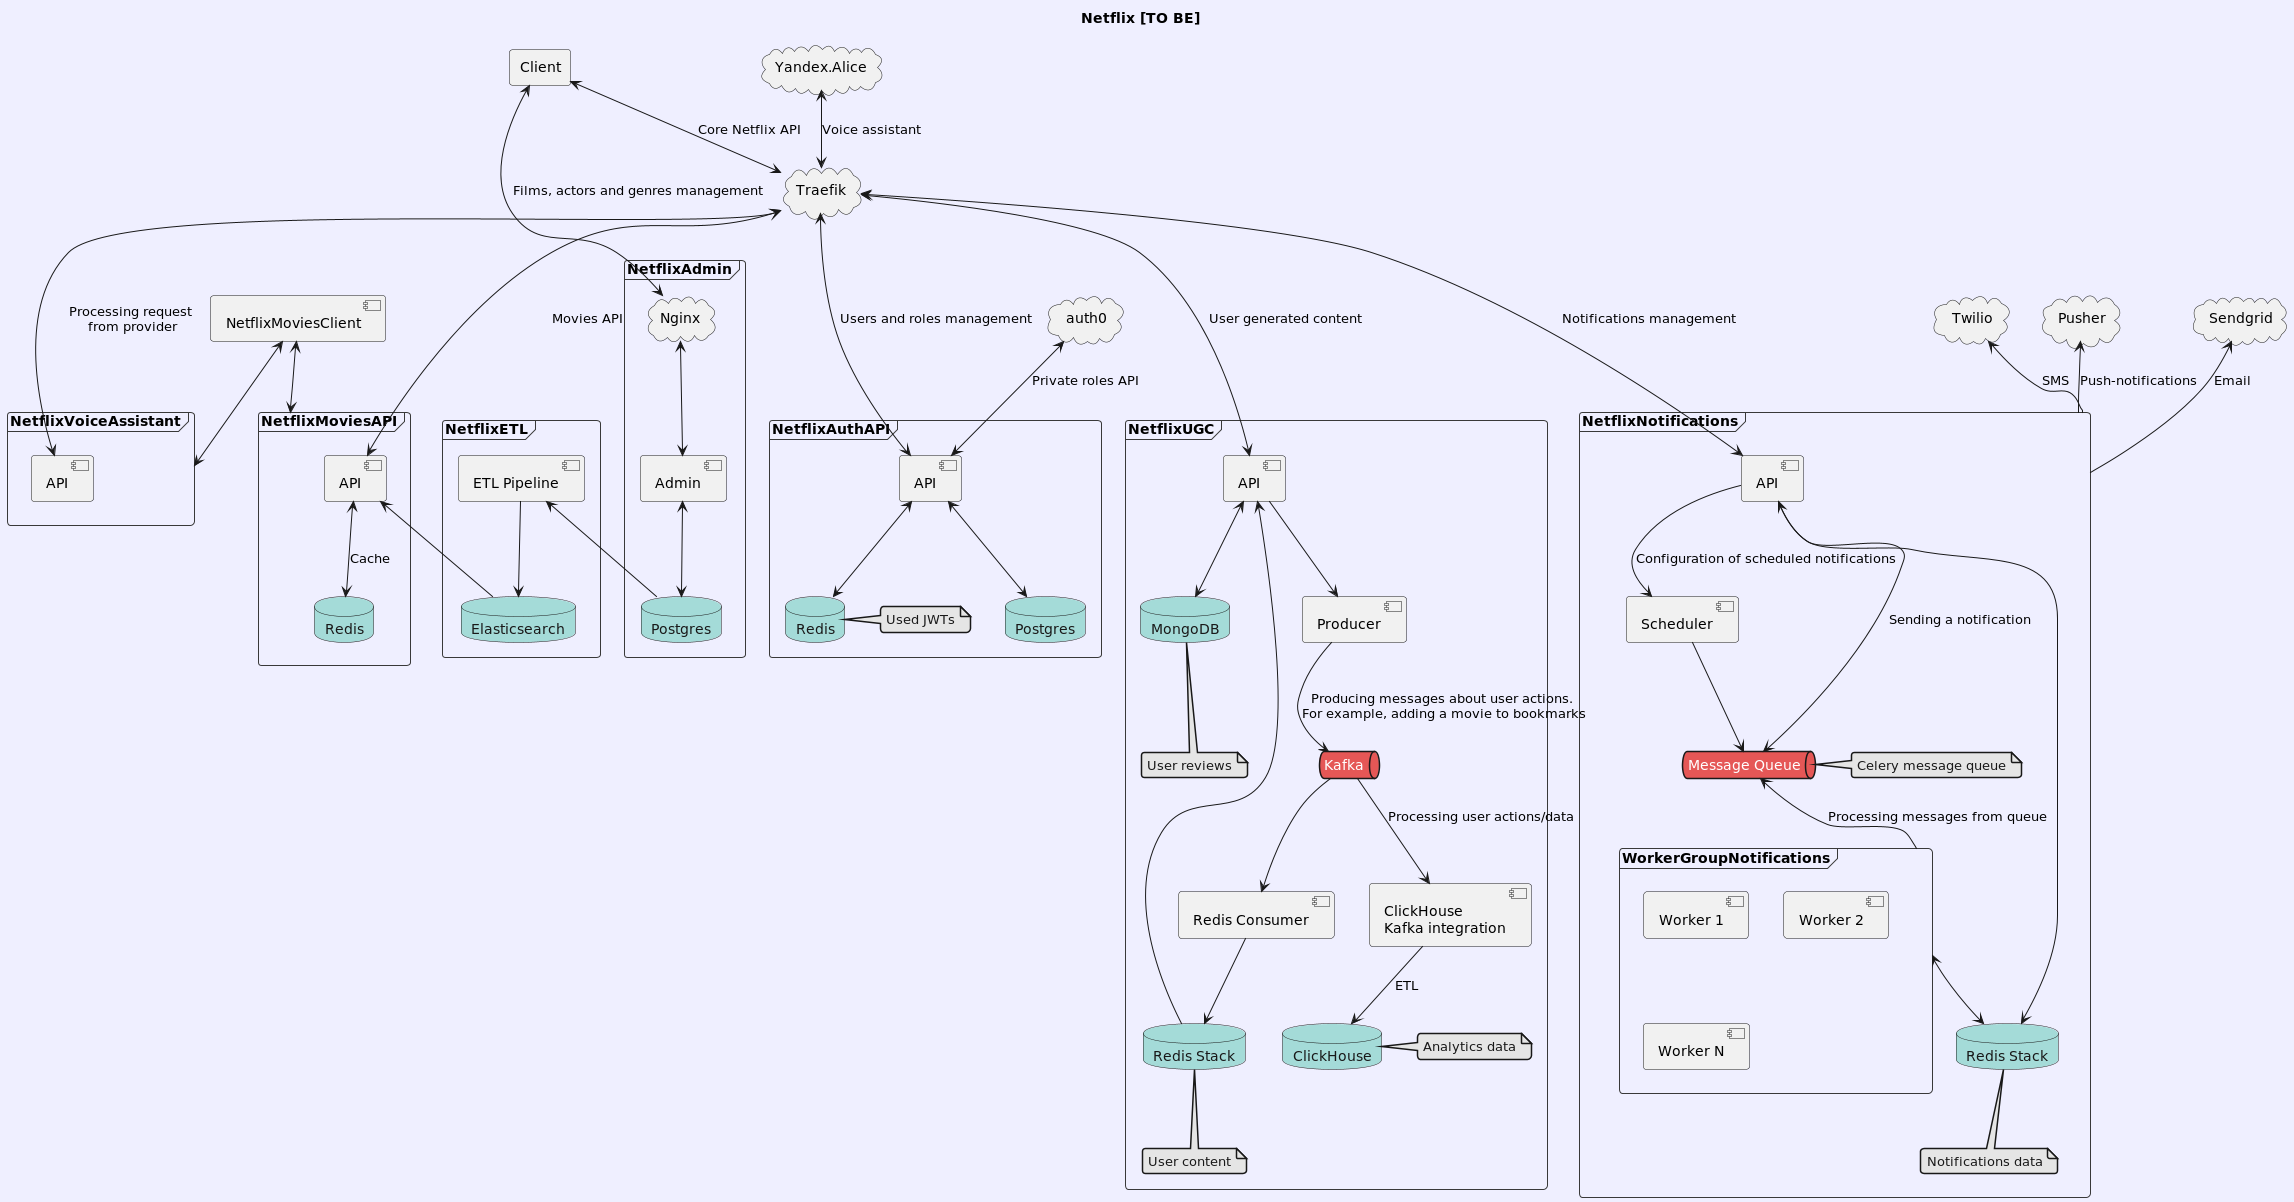 Netflix [TO BE]
Client
Yandex.Alice
Core Netflix API
Voice assistant
Films, actors and genres management
Traefik
NetflixAdmin
Processing request
from provider
NetflixMoviesClient
Movies API
Nginx
Users and roles management
auth0
User generated content
Notifications management
Twilio
Pusher
Sendgrid
Private roles API
SMS
Push-notifications
Email
NetflixVoiceAssistant
NetflixMoviesAPI
NetflixETL
NetflixAuthAPI
NetflixUGC
NetflixNotifications
API
API
ETL Pipeline
Admin
API
API
API
Cache
Configuration of scheduled notifications
Redis
Elasticsearch
Postgres
Redis
Used JWTs
Postgres
MongoDB
Producer
Scheduler
Sending a notification
Producing messages about user actions.
For example, adding a movie to bookmarks
User reviews
Kafka
Message Queue
Celery message queue
Processing user actions/data
Processing messages from queue
WorkerGroupNotifications
Redis Consumer
ClickHouse
Kafka integration
Worker 1
Worker 2
ETL
Redis Stack
ClickHouse
Analytics data
Worker N
Redis Stack
User content
Notifications data